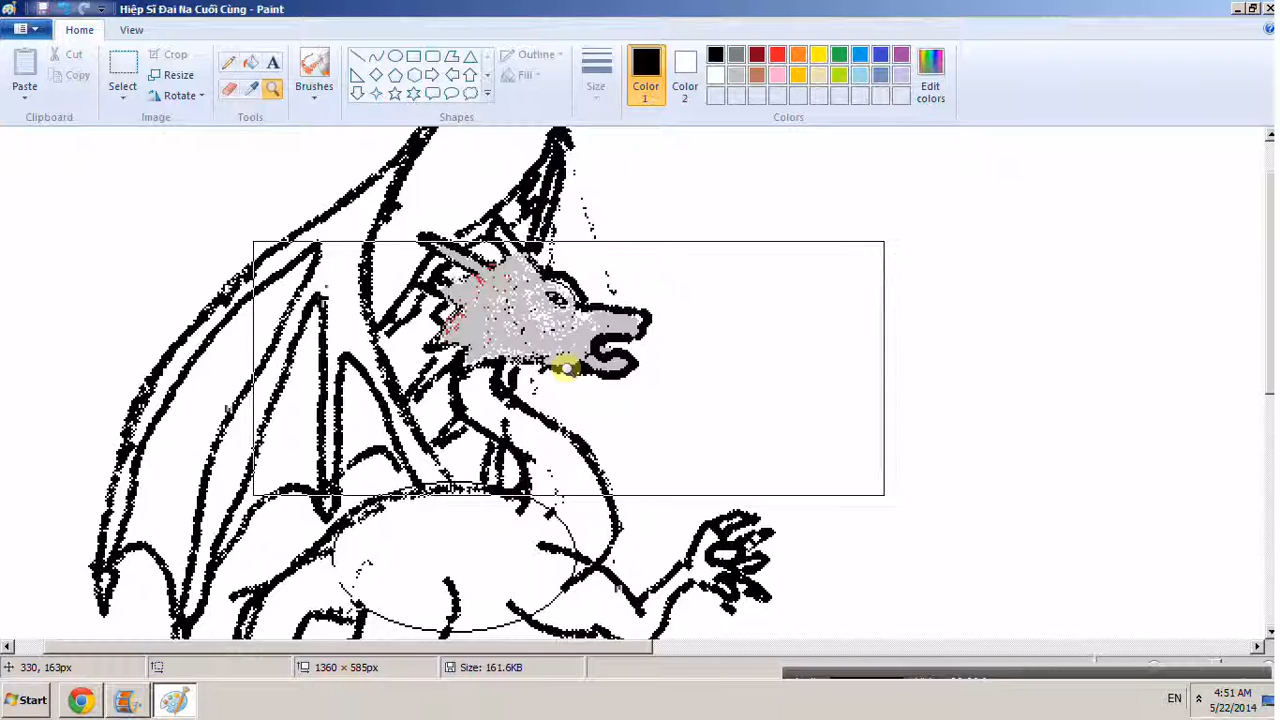 Hiệp Sĩ Đai Na Cuối Cùng - Paint
Home View
Paste
Cut
Copy
Clipboard
Select
Crop
Resize
Rotate
Image
A
Tools
Brushes
Outline
Fill
Shapes
Size
Color
1
Color
2
Edit
colors
Colors
330, 163px
1360 × 585px
Size: 161.6KB
Start
EN
4:51 AM
5/22/2014